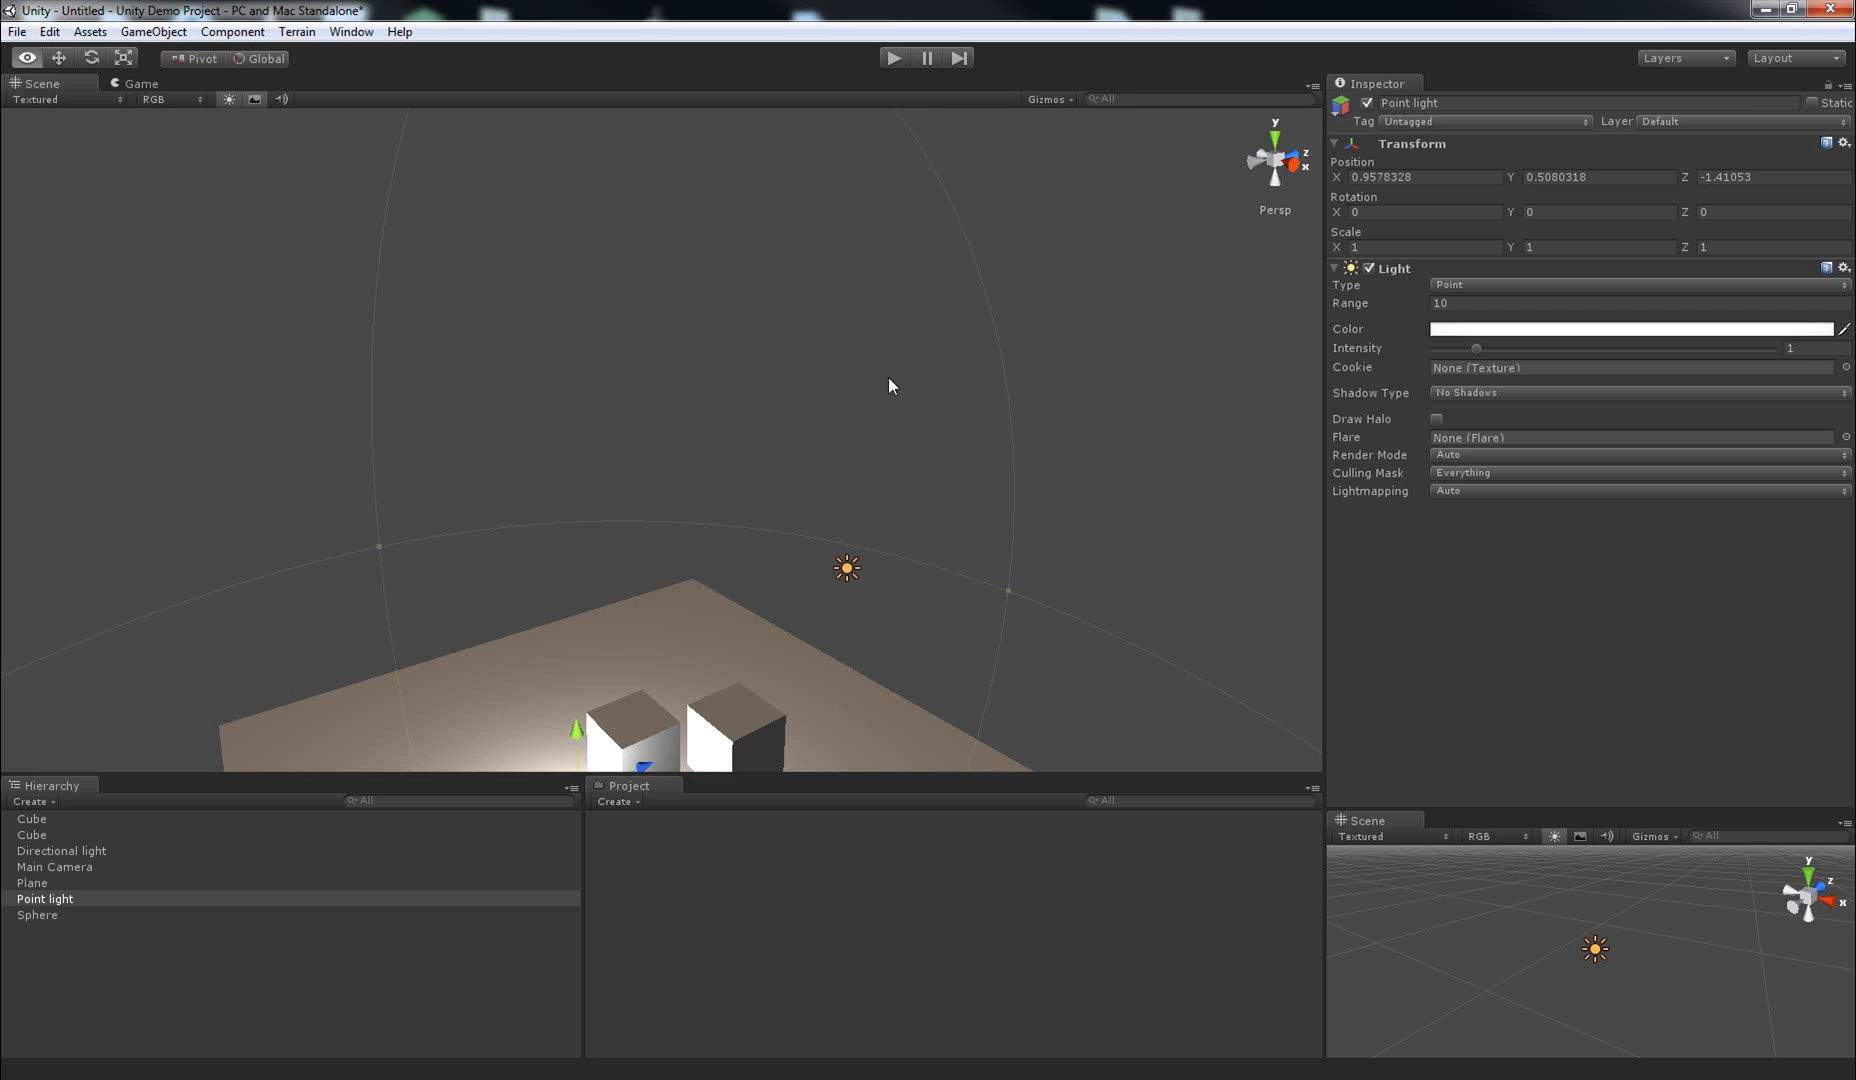 Unity - Untitled - Unity Demo Project - PC and Mac Standalone*
File Edit Assets GameObject Component Terrain Window Help
Pivot Global Layers Layout
Scene Game
Textured RGB Gizmos All
y
z
x
Persp
Inspector
Point light Static
Tag Untagged Layer Default
Transform
Position
X 0.9578328 Y 0.5080318 Z -1.41053
Rotation
X 0 Y 0 Z 0
Scale
X 1 Y 1 Z 1
Light
Type Point
Range 10
Color
Intensity 1
Cookie None (Texture)
Shadow Type No Shadows
Draw Halo
Flare None (Flare)
Render Mode Auto
Culling Mask Everything
Lightmapping Auto
Hierarchy
Create All
Cube
Cube
Directional light
Main Camera
Plane
Point light
Sphere
Project
Create All
Scene
Textured RGB Gizmos All
y
z
x